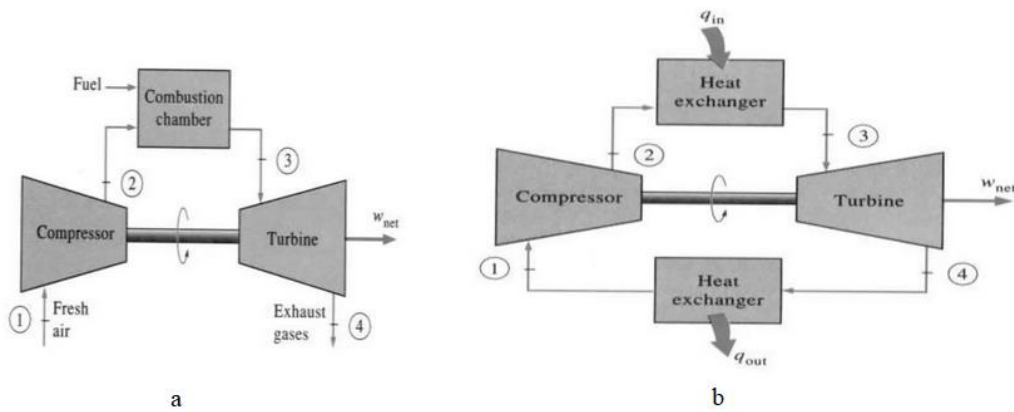 Fuel
Combustion
chamber
2
3
Compressor
Turbine
w_net
1
Fresh
air
Exhaust
gases
4
a
q_in
Heat
exchanger
2
3
Compressor
Turbine
w_net
1
4
Heat
exchanger
q_out
b